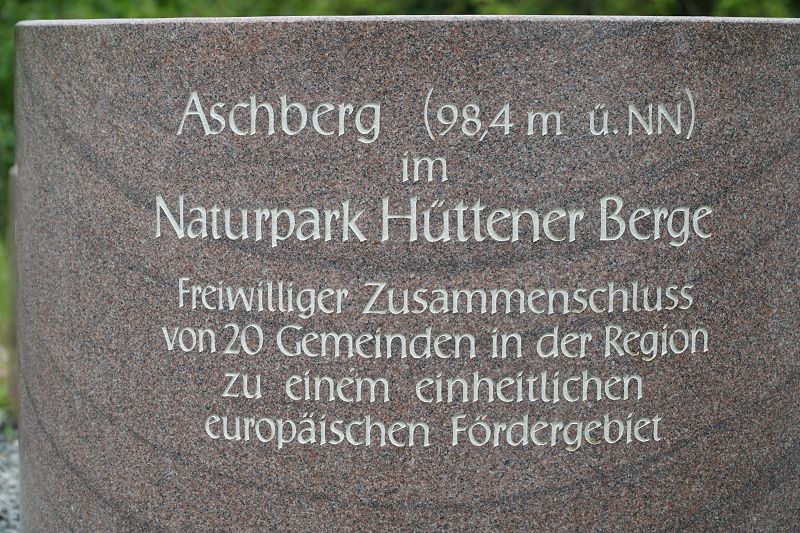 Aschberg (98,4 m ü. NN)
im
Naturpark Hüttener Berge
Freiwilliger Zusammenschluss
von 20 Gemeinden in der Region
zu einem einheitlichen
europäischen Fördergebiet